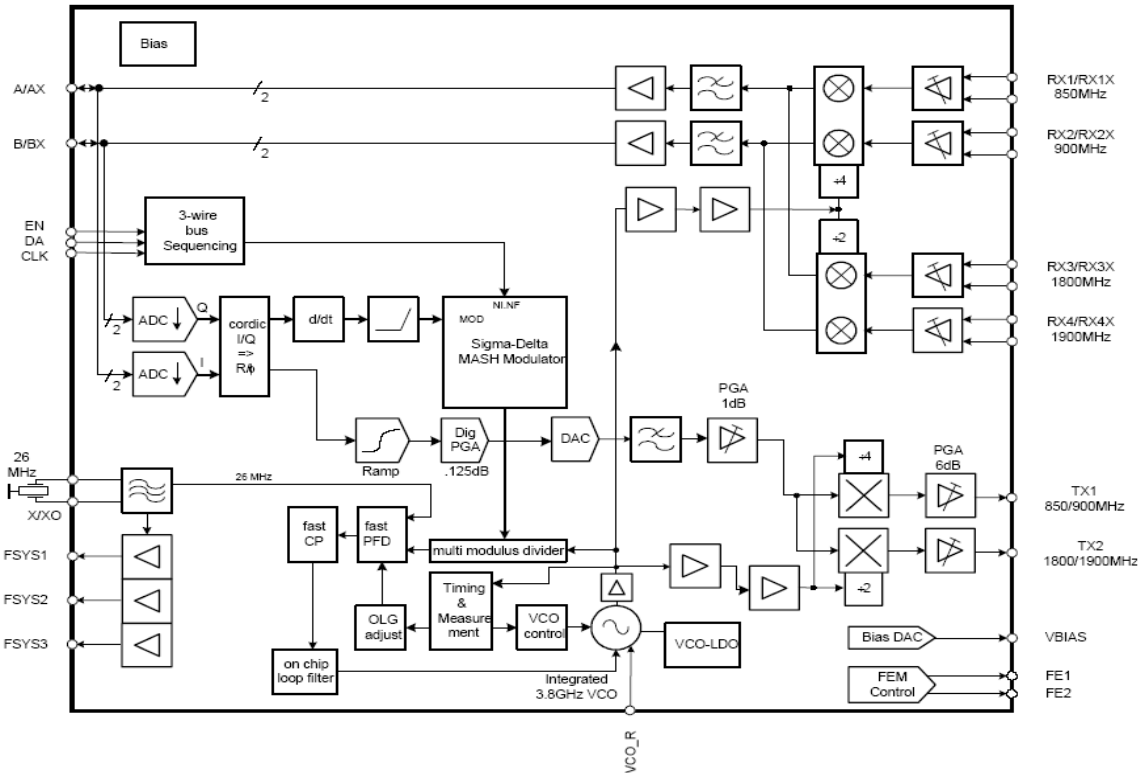 Bias
A/AX
2
RX1/RX1X
850MHz
B/BX
2
RX2/RX2X
900MHz
÷4
EN
DA
CLK
3-wire
bus
Sequencing
÷2
RX3/RX3X
1800MHz
RX4/RX4X
1900MHz
2
ADC
Q
2
ADC
I
cordic
I/Q
=>
R/ϕ
d/dt
NI.NF
MOD
Sigma-Delta
MASH Modulator
Ramp
Dig
PGA
.125dB
DAC
PGA
1dB
÷4
PGA
6dB
TX1
850/900MHz
÷2
TX2
1800/1900MHz
26
MHz
X/XO
26 MHz
FSYS1
FSYS2
FSYS3
fast
CP
fast
PFD
multi modulus divider
OLG
adjust
Timing
&
Measure
ment
VCO
control
VCO-LDO
on chip
loop filter
Integrated
3.8GHz VCO
VCO_R
Bias DAC
VBIAS
FEM
Control
FE1
FE2